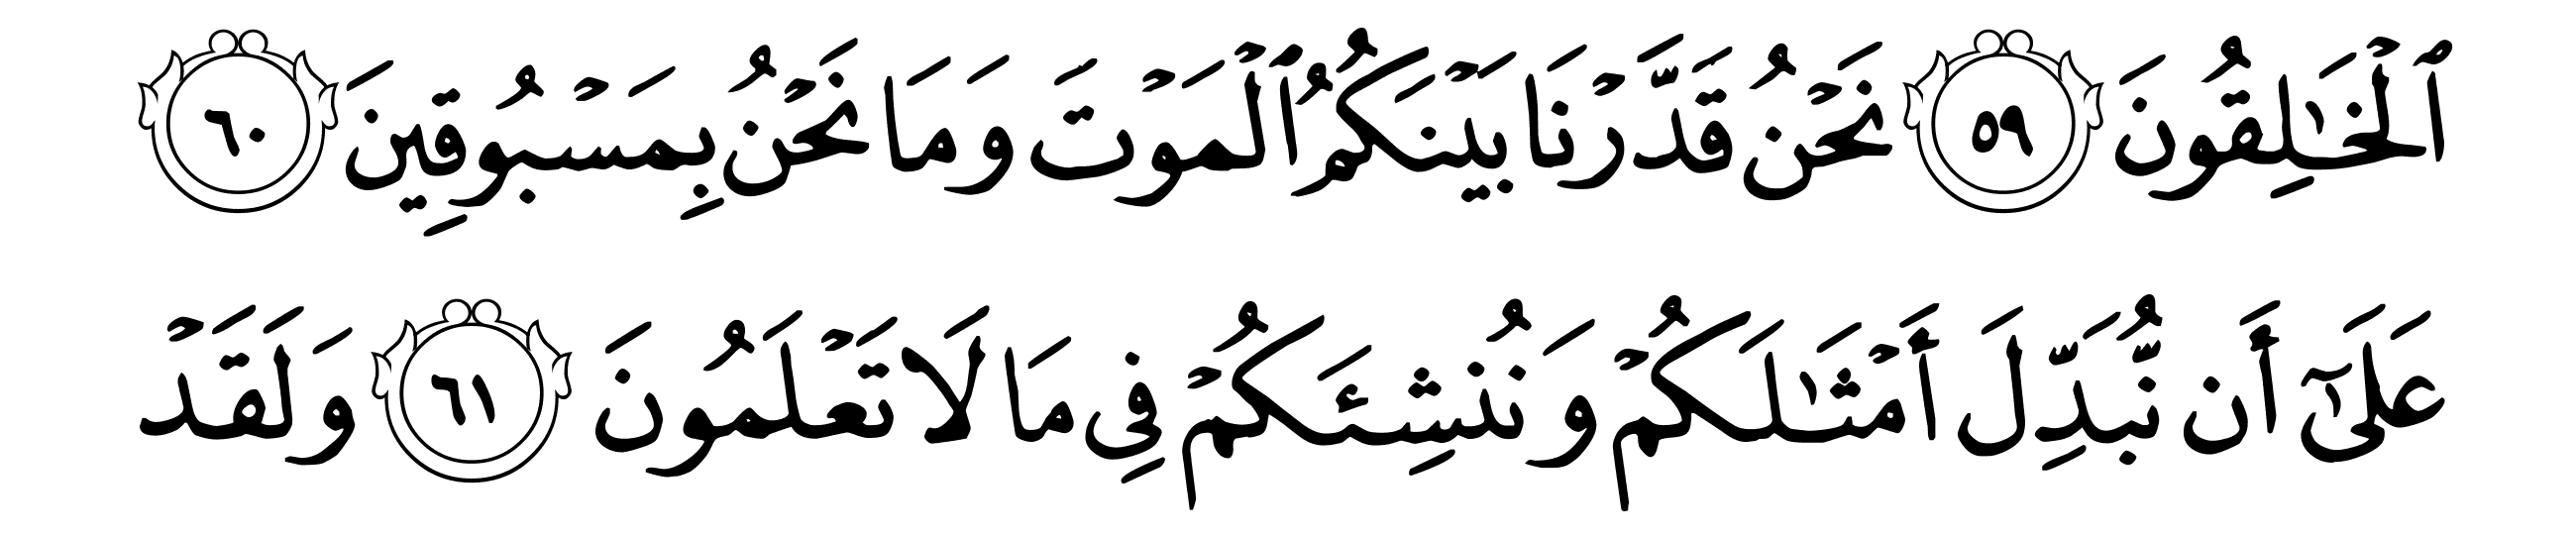 ٱلۡخَٰلِقُونَ ٥٩ نَحۡنُ قَدَّرۡنَا بَيۡنَكُمُ ٱلۡمَوۡتَ وَمَا نَحۡنُ بِمَسۡبُوقِينَ ٦٠
عَلَىٰٓ أَن نُّبَدِّلَ أَمۡثَٰلَكُمۡ وَنُنشِئَكُمۡ فِي مَا لَا تَعۡلَمُونَ ٦١ وَلَقَدۡ